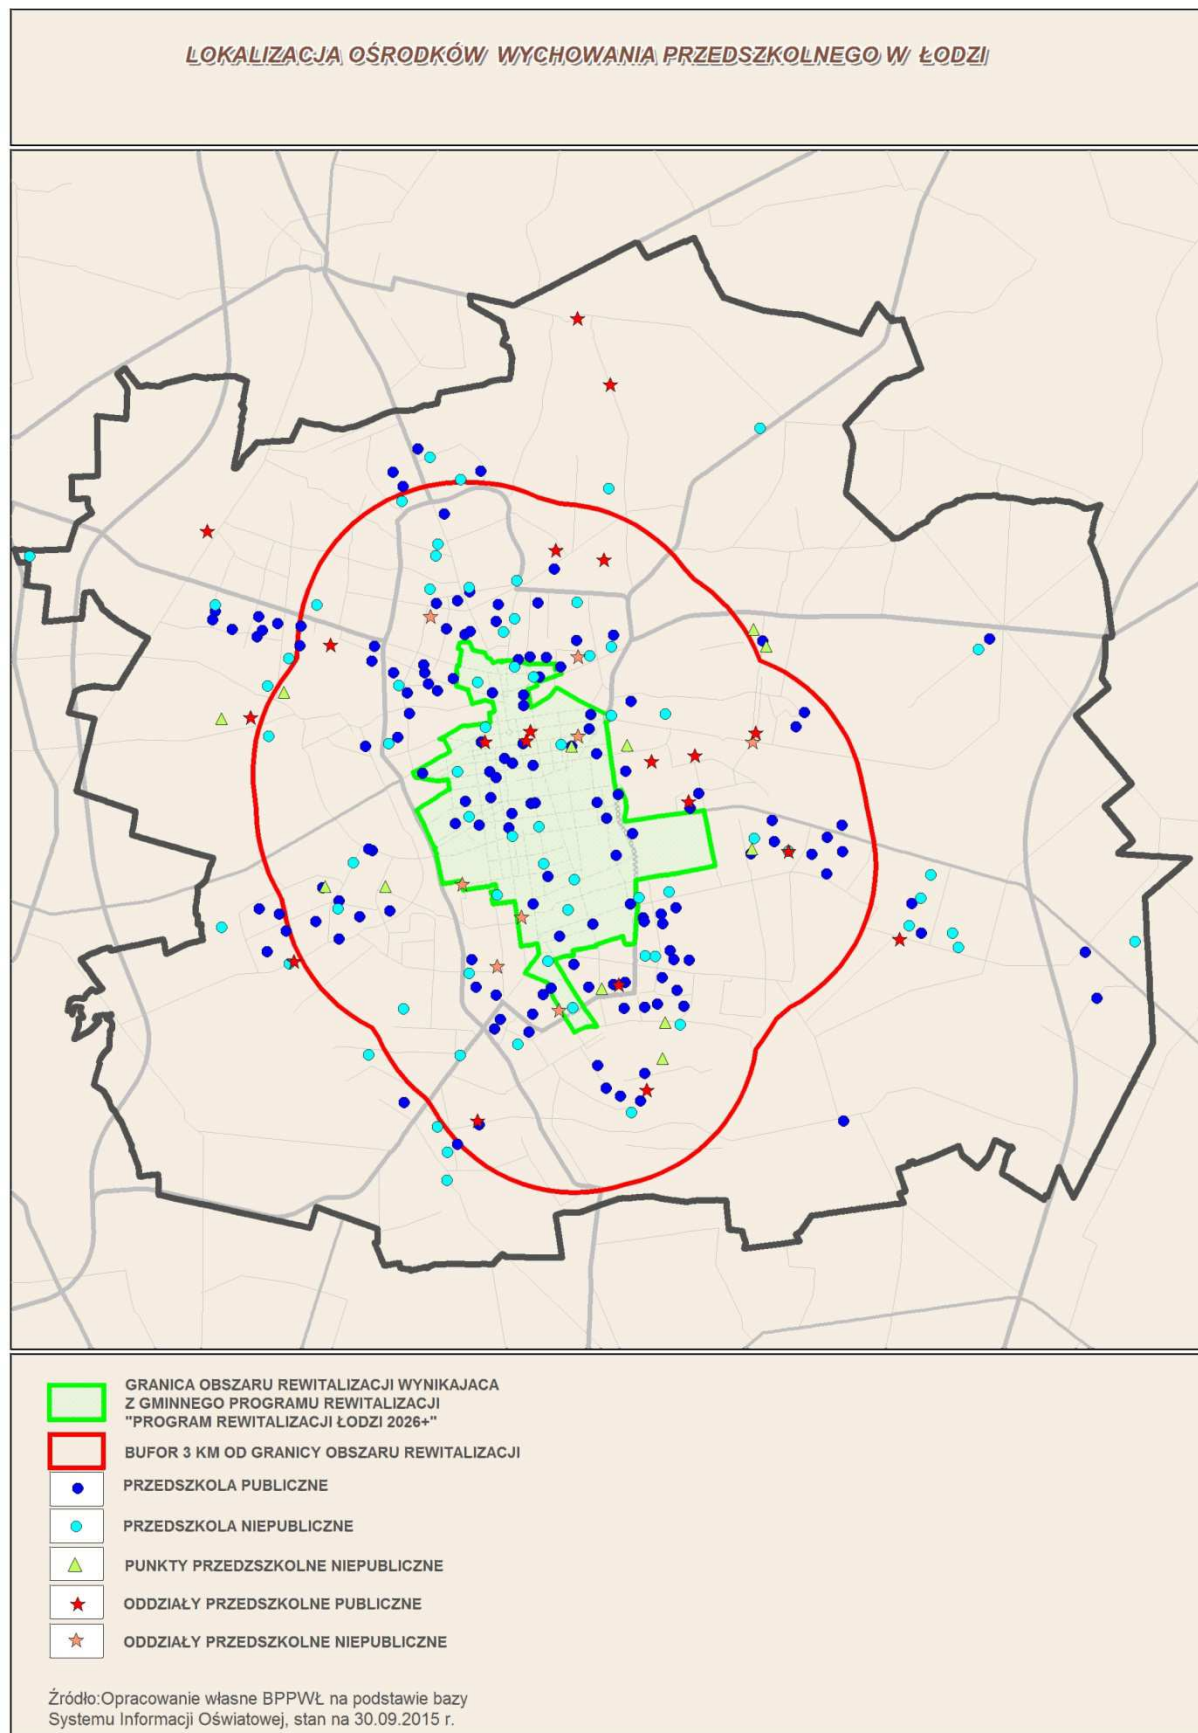 LOKALIZACJA OŚRODKÓW WYCHOWANIA PRZEDSZKOLNEGO W ŁODZI
GRANICA OBSZARU REWITALIZACJI WYNIKAJACA
Z GMINNEGO PROGRAMU REWITALIZACJI
"PROGRAM REWITALIZACJI ŁODZI 2026+"
BUFOR 3 KM OD GRANICY OBSZARU REWITALIZACJI
PRZEDSZKOLA PUBLICZNE
PRZEDSZKOLA NIEPUBLICZNE
PUNKTY PRZEDZSZKOLNE NIEPUBLICZNE
ODDZIAŁY PRZEDSZKOLNE PUBLICZNE
ODDZIAŁY PRZEDSZKOLNE NIEPUBLICZNE
Źródło:Opracowanie własne BPPWŁ na podstawie bazy
Systemu Informacji Oświatowej, stan na 30.09.2015 r.